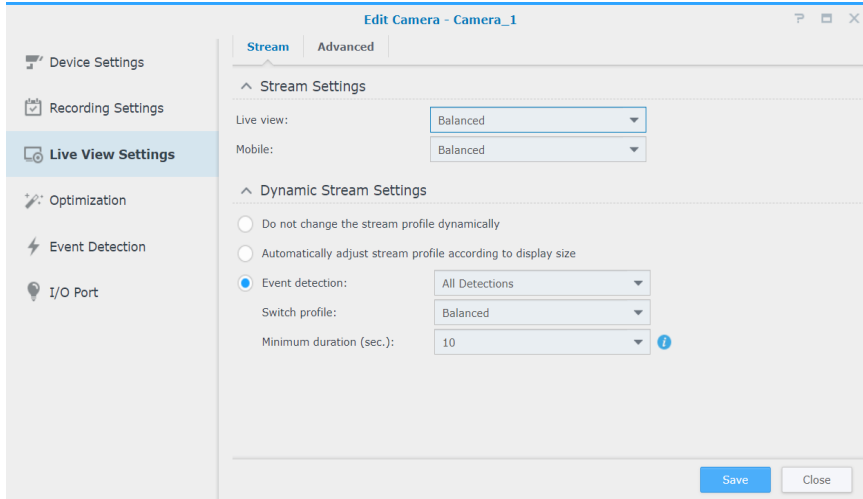 Edit Camera - Camera_1
?
Stream
Advanced
Device Settings
Recording Settings
Live View Settings
Optimization
Event Detection
I/O Port
Stream Settings
Live view: Balanced
Mobile: Balanced
Dynamic Stream Settings
Do not change the stream profile dynamically
Automatically adjust stream profile according to display size
Event detection: All Detections
Switch profile: Balanced
Minimum duration (sec.): 10 i
Save
Close